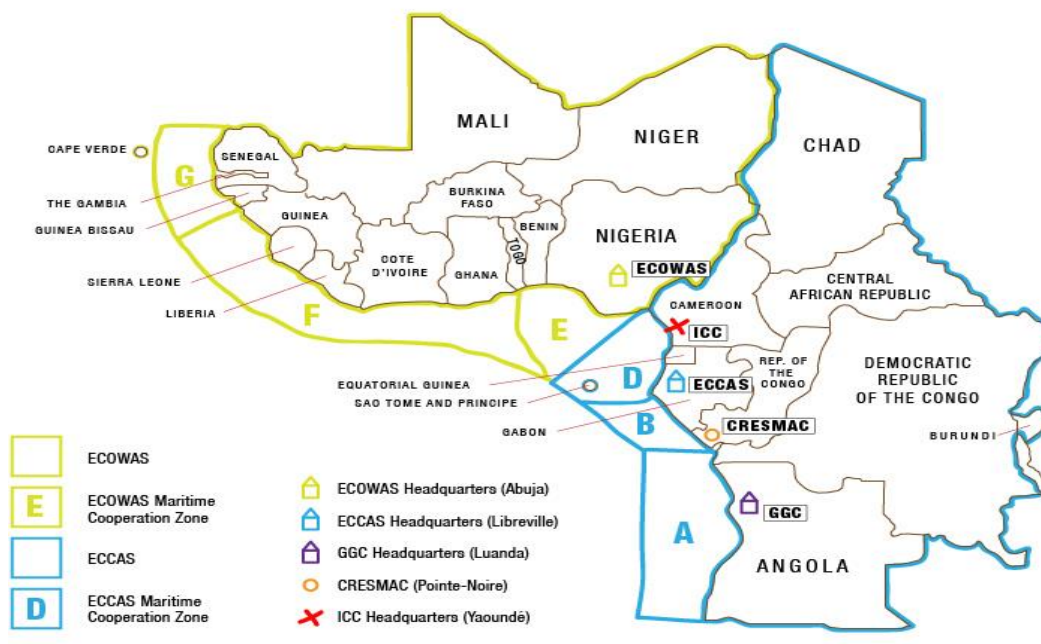 MALI
NIGER
CHAD
CAPE VERDE
SENEGAL
G
THE GAMBIA
GUINEA BISSAU
GUINEA
BURKINA
FASO
BENIN
TOGO
NIGERIA
COTE
D'IVOIRE
GHANA
ECOWAS
SIERRA LEONE
LIBERIA
F
E
CENTRAL
AFRICAN REPUBLIC
CAMEROON
ICC
EQUATORIAL GUINEA
SAO TOME AND PRINCIPE
D
ECCAS
REP. OF
THE
CONGO
DEMOCRATIC
REPUBLIC
OF THE CONGO
GABON
B
CRESMAC
BURUNDI
A
GGC
ANGOLA
ECOWAS
E
ECOWAS Maritime
Cooperation Zone
ECCAS
D
ECCAS Maritime
Cooperation Zone
ECOWAS Headquarters (Abuja)
ECCAS Headquarters (Libreville)
GGC Headquarters (Luanda)
CRESMAC (Pointe-Noire)
ICC Headquarters (Yaoundé)